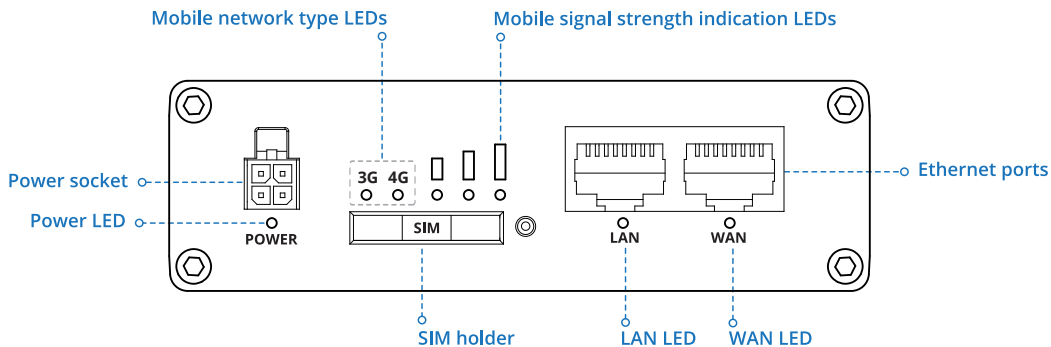 Mobile network type LEDs
Mobile signal strength indication LEDs
Power socket
3G 4G
Ethernet ports
Power LED
POWER
SIM
LAN
WAN
SIM holder
LAN LED
WAN LED